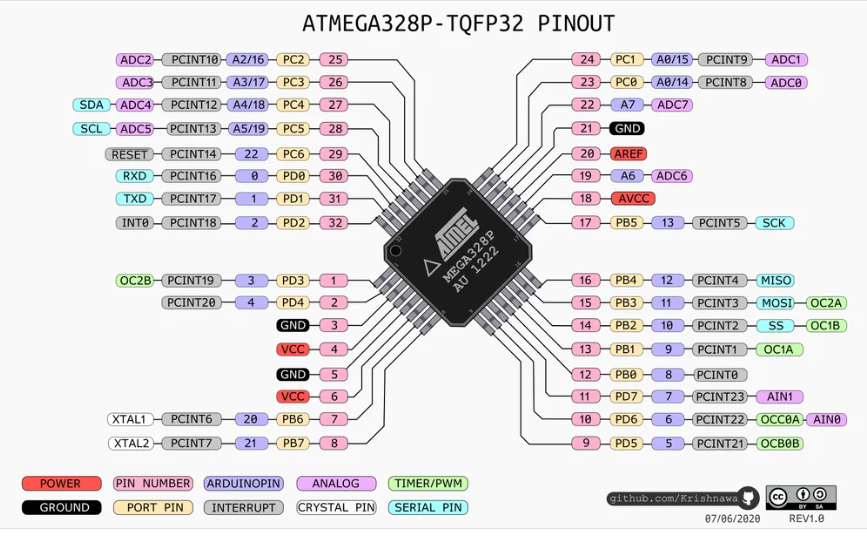 ATMEGA328P-TQFP32 PINOUT
ADC2 PCINT10 A2/16 PC2 25
ADC3 PCINT11 A3/17 PC3 26
SDA ADC4 PCINT12 A4/18 PC4 27
SCL ADC5 PCINT13 A5/19 PC5 28
RESET PCINT14 22 PC6 29
RXD PCINT16 0 PD0 30
TXD PCINT17 1 PD1 31
INT0 PCINT18 2 PD2 32
OC2B PCINT19 3 PD3 1
PCINT20 4 PD4 2
GND 3
VCC 4
GND 5
VCC 6
XTAL1 PCINT6 20 PB6 7
XTAL2 PCINT7 21 PB7 8
ATMEL
MEGA328P
AU 1222
24 PC1 A0/15 PCINT9 ADC1
23 PC0 A0/14 PCINT8 ADC0
22 A7 ADC7
21 GND
20 AREF
19 A6 ADC6
18 AVCC
17 PB5 13 PCINT5 SCK
16 PB4 12 PCINT4 MISO
15 PB3 11 PCINT3 MOSI OC2A
14 PB2 10 PCINT2 SS OC1B
13 PB1 9 PCINT1 OC1A
12 PB0 8 PCINT0
11 PD7 7 PCINT23 AIN1
10 PD6 6 PCINT22 OCC0A AIN0
9 PD5 5 PCINT21 OCB0B
POWER PIN NUMBER ARDUINOPIN ANALOG TIMER/PWM
GROUND PORT PIN INTERRUPT CRYSTAL PIN SERIAL PIN
github.com/Krishnawa
cc BY SA
07/06/2020 REV1.0